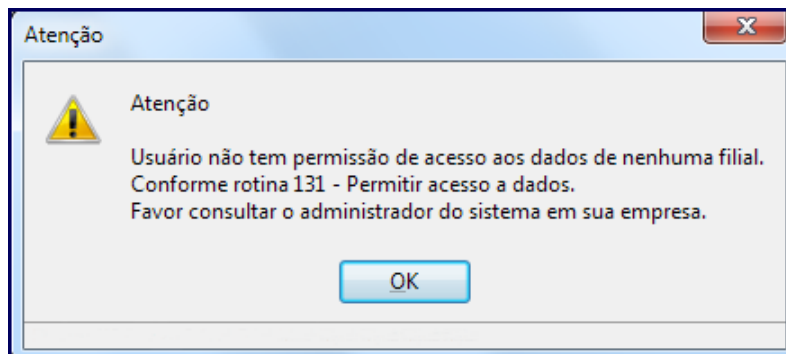 Atenção
Atenção
Usuário não tem permissão de acesso aos dados de nenhuma filial.
Conforme rotina 131 - Permitir acesso a dados.
Favor consultar o administrador do sistema em sua empresa.
OK